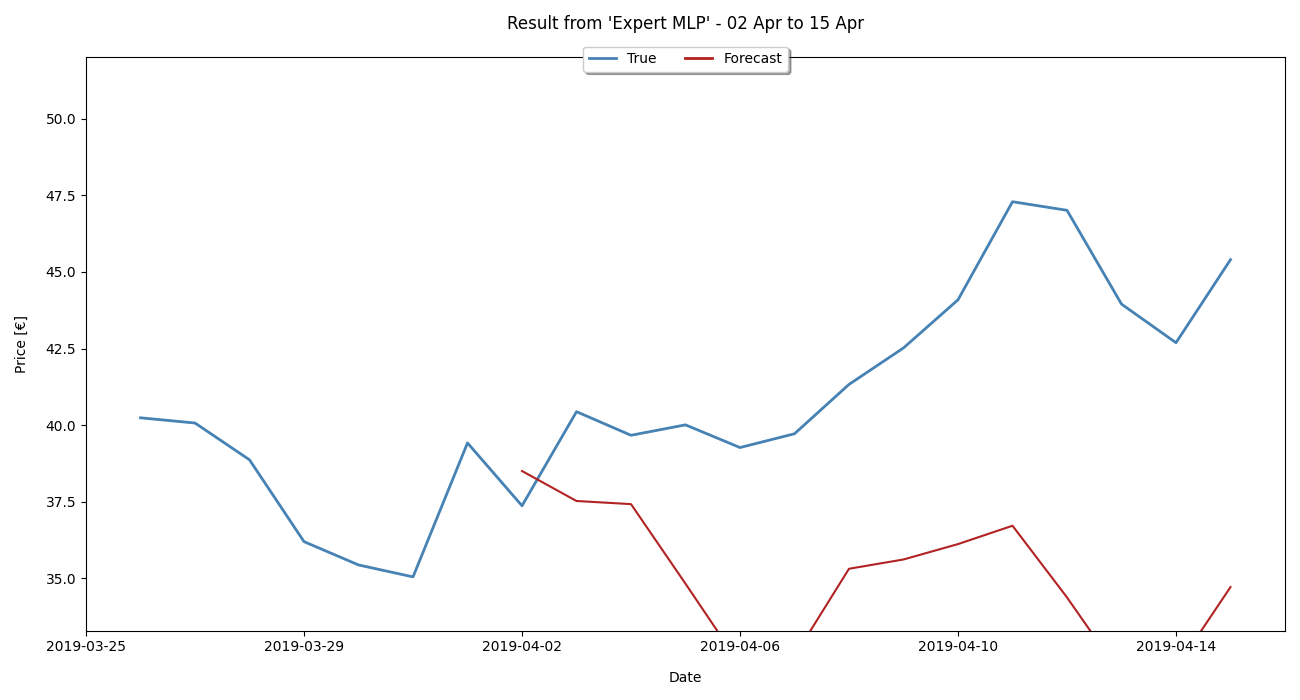 Result from 'Expert MLP' - 02 Apr to 15 Apr
True Forecast
50.0
47.5
45.0
42.5
40.0
37.5
35.0
Price [€]
2019-03-25 2019-03-29 2019-04-02 2019-04-06 2019-04-10 2019-04-14
Date